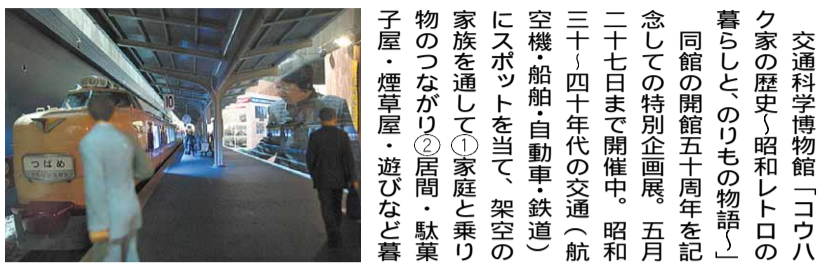 交通科学博物館「コウハ
ク家の歴史～昭和レトロの
暮らしと、のりもの物語～」
　同館の開館五十周年を記
念しての特別企画展。五月
二十七日まで開催中。昭和
三十～四十年代の交通（航
空機・船舶・自動車・鉄道）
にスポットを当て、架空の
家族を通して①家庭と乗り
物のつながり②居間・駄菓
子屋・煙草屋・遊びなど暮
つばめ
10